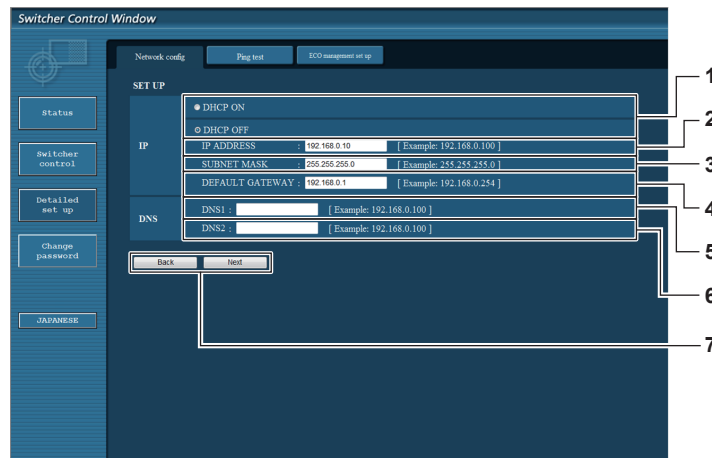 Switcher Control Window
Network config
Ping test
ECO management set up
SET UP
Status
Switcher
control
Detailed
set up
Change
password
JAPANESE
IP
DHCP ON
DHCP OFF
IP ADDRESS : 192.168.0.10 [ Example: 192.168.0.100 ]
SUBNET MASK : 255.255.255.0 [ Example: 255.255.255.0 ]
DEFAULT GATEWAY : 192.168.0.1 [ Example: 192.168.0.254 ]
DNS
DNS1 : [ Example: 192.168.0.100 ]
DNS2 : [ Example: 192.168.0.100 ]
Back Next
1
2
3
4
5
6
7